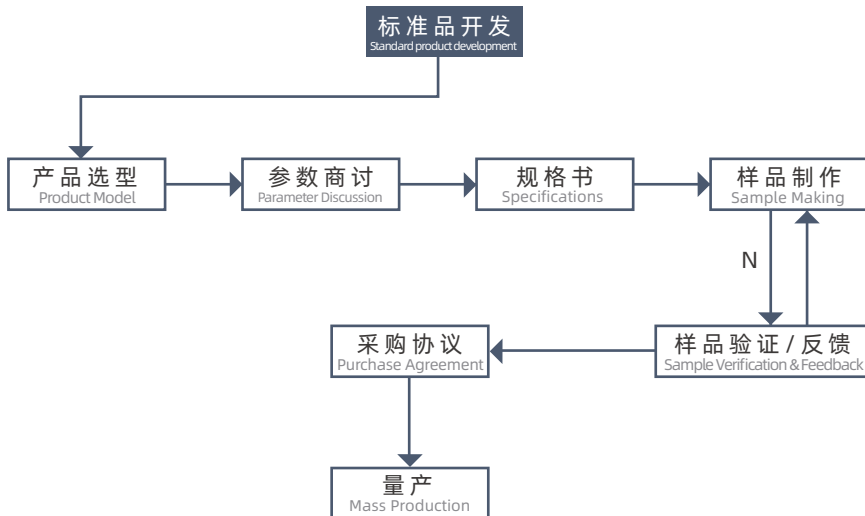 标准品开发
Standard product development
产品选型
Product Model
参数商讨
Parameter Discussion
规格书
Specifications
样品制作
Sample Making
N
采购协议
Purchase Agreement
样品验证/反馈
Sample Verification & Feedback
量产
Mass Production